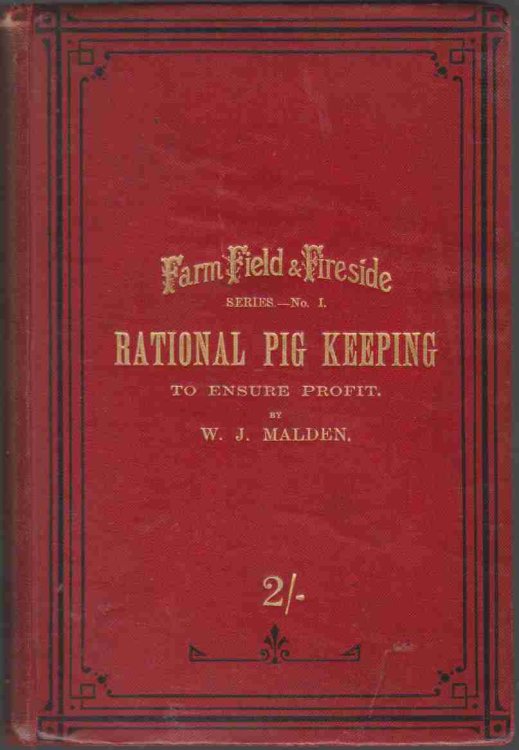 Farm Field & Fireside
SERIES.—No. I.
RATIONAL PIG KEEPING
TO ENSURE PROFIT.
BY
W. J. MALDEN.
2/-